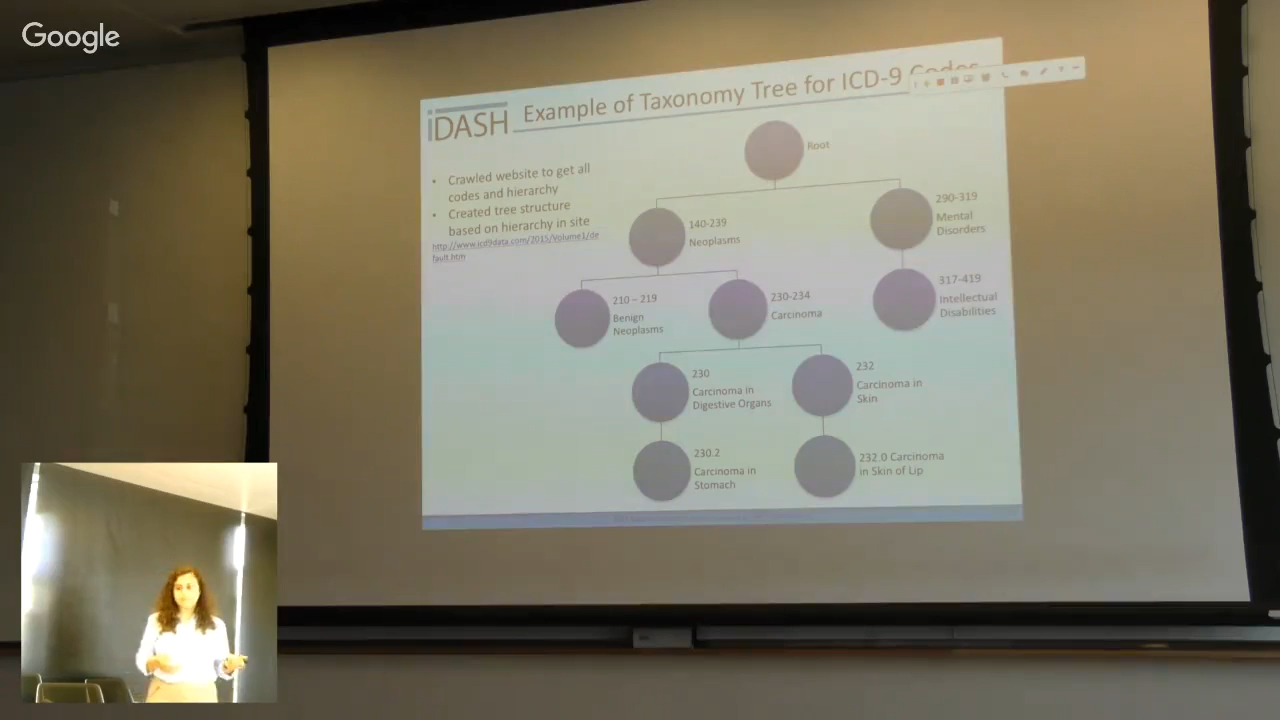 Google
iDASH
Example of Taxonomy Tree for ICD-9 Codes
• Crawled website to get all
codes and hierarchy
• Created tree structure
based on hierarchy in site
http://www.icd9data.com/2015/Volume1/de
fault.htm
Root
140-239
Neoplasms
290-319
Mental
Disorders
210 – 219
Benign
Neoplasms
230-234
Carcinoma
317-419
Intellectual
Disabilities
230
Carcinoma in
Digestive Organs
232
Carcinoma in
Skin
230.2
Carcinoma in
Stomach
232.0 Carcinoma
in Skin of Lip